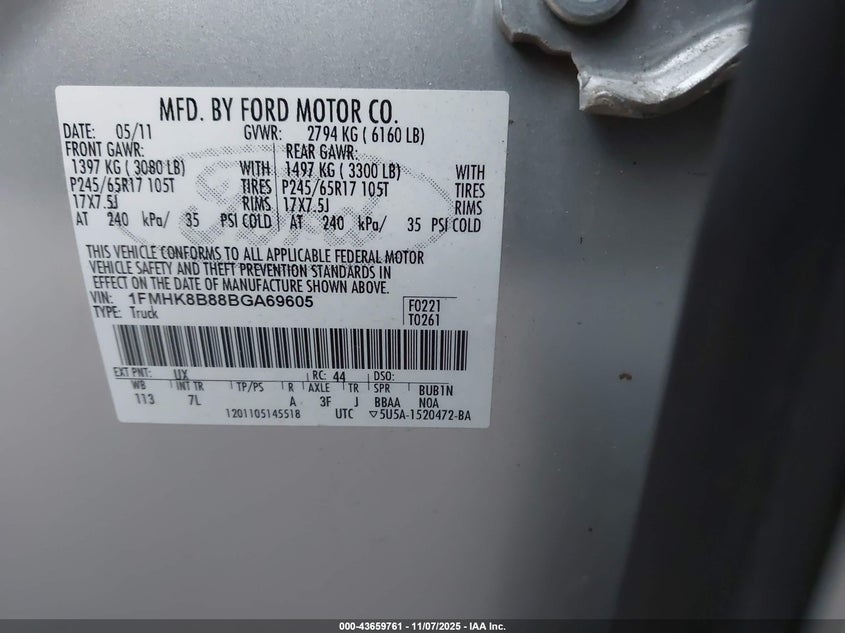 MFD. BY FORD MOTOR CO.
DATE: 05/11 GVWR: 2794 KG ( 6160 LB)
FRONT GAWR: REAR GAWR:
1397 KG ( 3080 LB) WITH 1497 KG ( 3300 LB) WITH
P245/65R17 105T TIRES P245/65R17 105T TIRES
17X7.5J RIMS 17X7.5J RIMS
AT 240 kPa/ 35 PSI COLD AT 240 kPa/ 35 PSI COLD
Ford
THIS VEHICLE CONFORMS TO ALL APPLICABLE FEDERAL MOTOR
VEHICLE SAFETY AND THEFT PREVENTION STANDARDS IN
EFFECT ON THE DATE OF MANUFACTURE SHOWN ABOVE.
VIN: 1FMHK8B88BGA69605 F0221
TYPE: Truck T0261
EXT PNT: UX RC: 44 DSO:
WB INT TR TP/PS R AXLE TR SPR BUB1N
113 7L A 3F J BBAA NOA
1201105145518 UTC ▽5U5A-1520472-BA
000-43659761 - 11/07/2025 - IAA Inc.